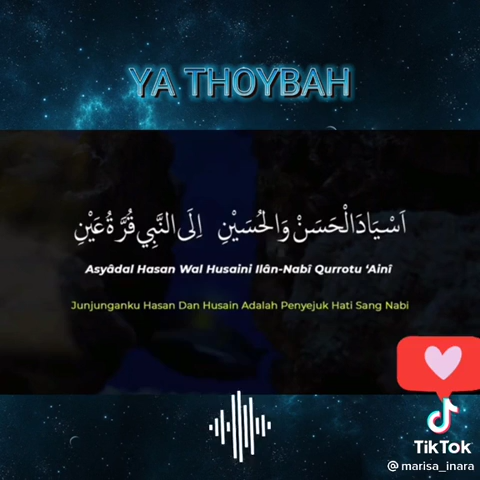 YA THOYBAH
اَسْيَادَالْحَسَنْ وَالْحُسَيْنِ اِلَى النَّبِي قُرَّةُ عَيْنِ
Asyâdal Hasan Wal Husaini Ilân-Nabî Qurrotu ‘Ainî
Junjunganku Hasan Dan Husain Adalah Penyejuk Hati Sang Nabi
TikTok
@marisa_inara